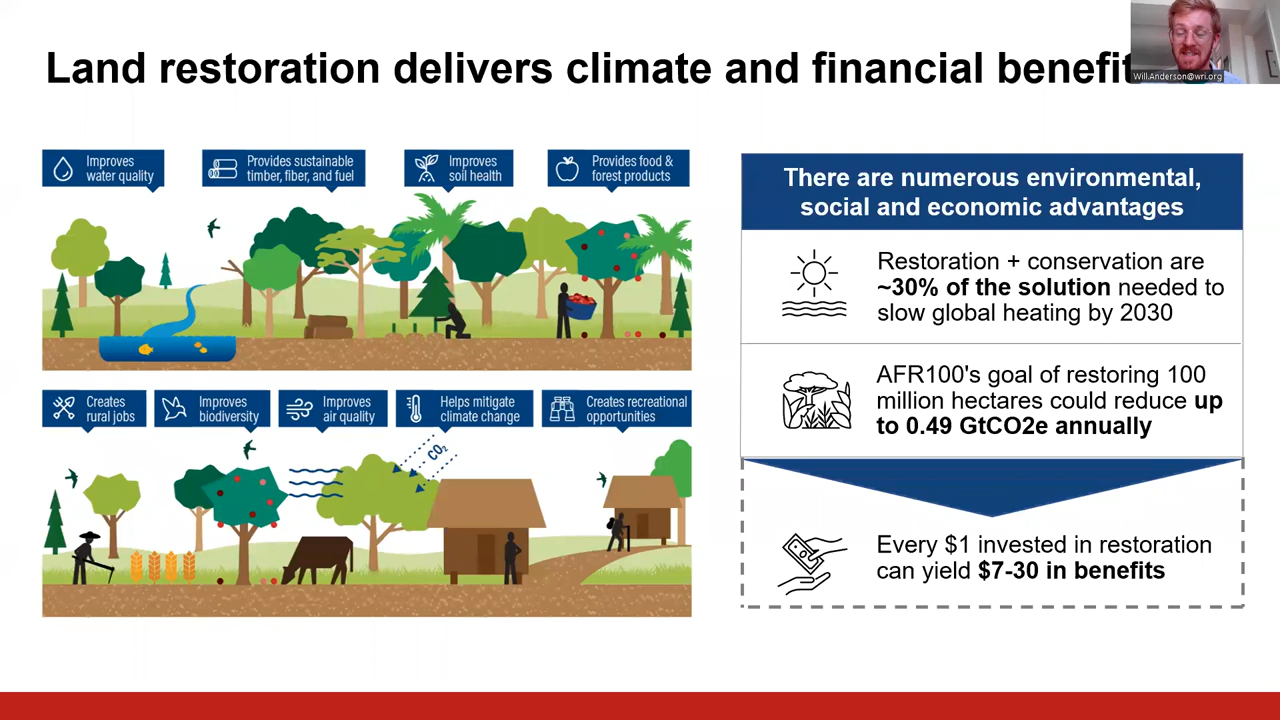 Land restoration delivers climate and financial benefit
Will.Anderson@wri.org
Improves
water quality
Provides sustainable
timber, fiber, and fuel
Improves
soil health
Provides food &
forest products
Creates
rural jobs
Improves
biodiversity
Improves
air quality
Helps mitigate
climate change
Creates recreational
opportunities
CO₂
There are numerous environmental,
social and economic advantages
Restoration + conservation are
~30% of the solution needed to
slow global heating by 2030
AFR100's goal of restoring 100
million hectares could reduce up
to 0.49 GtCO2e annually
Every $1 invested in restoration
can yield $7-30 in benefits